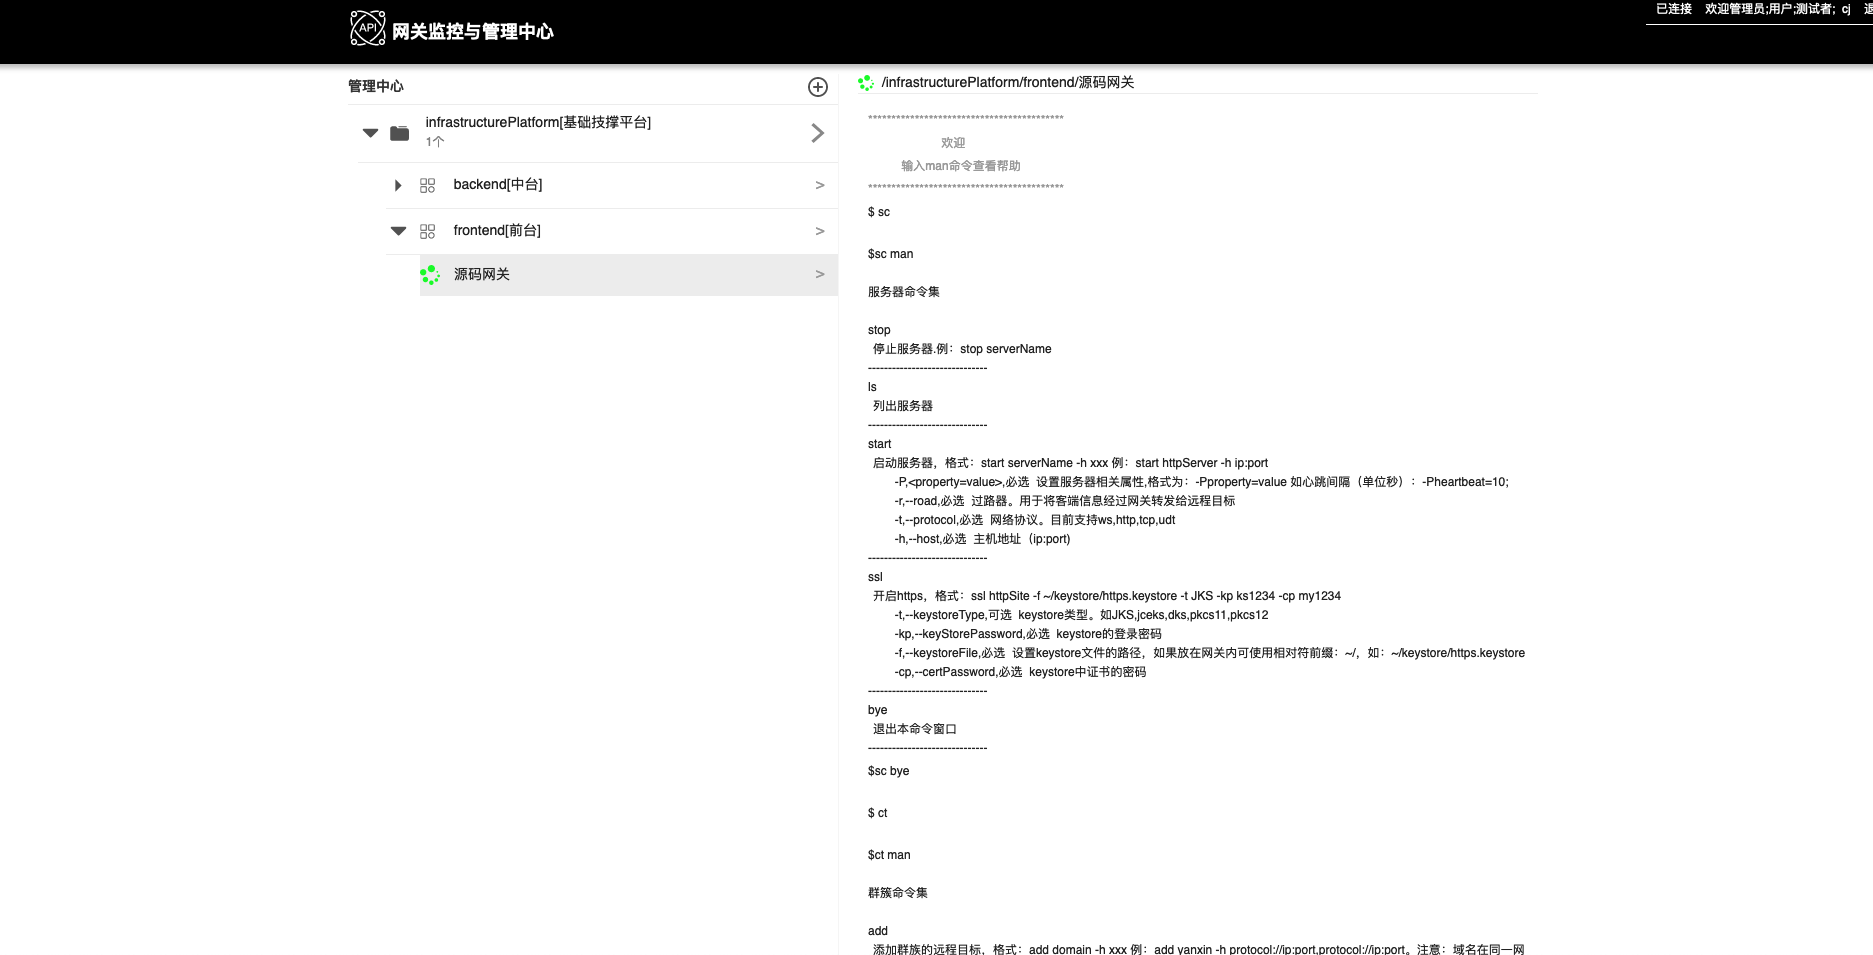 API
网关监控与管理中心
已连接 欢迎管理员;用户;测试者; cj
管理中心
infrastructurePlatform[基础技撑平台]
1个
>
backend[中台]
>
frontend[前台]
>
源码网关
>
/infrastructurePlatform/frontend/源码网关
******************************************
欢迎
输入man命令查看帮助
******************************************
$ sc
$sc man
服务器命令集
stop
停止服务器.例：stop serverName
------------------------------
ls
列出服务器
------------------------------
start
启动服务器，格式：start serverName -h xxx 例：start httpServer -h ip:port
-P,<property=value>,必选 设置服务器相关属性,格式为：-Pproperty=value 如心跳间隔（单位秒）：-Pheartbeat=10;
-r,--road,必选 过路器。用于将客端信息经过网关转发给远程目标
-t,--protocol,必选 网络协议。目前支持ws,http,tcp,udt
-h,--host,必选 主机地址（ip:port)
------------------------------
ssl
开启https，格式：ssl httpSite -f ~/keystore/https.keystore -t JKS -kp ks1234 -cp my1234
-t,--keystoreType,可选 keystore类型。如JKS,jceks,dks,pkcs11,pkcs12
-kp,--keyStorePassword,必选 keystore的登录密码
-f,--keystoreFile,必选 设置keystore文件的路径，如果放在网关内可使用相对符前缀：~/，如：~/keystore/https.keystore
-cp,--certPassword,必选 keystore中证书的密码
------------------------------
bye
退出本命令窗口
------------------------------
$sc bye
$ ct
$ct man
群簇命令集
add
添加群族的远程目标，格式：add domain -h xxx 例：add yanxin -h protocol://ip:port,protocol://ip:port。注意：域名在同一网